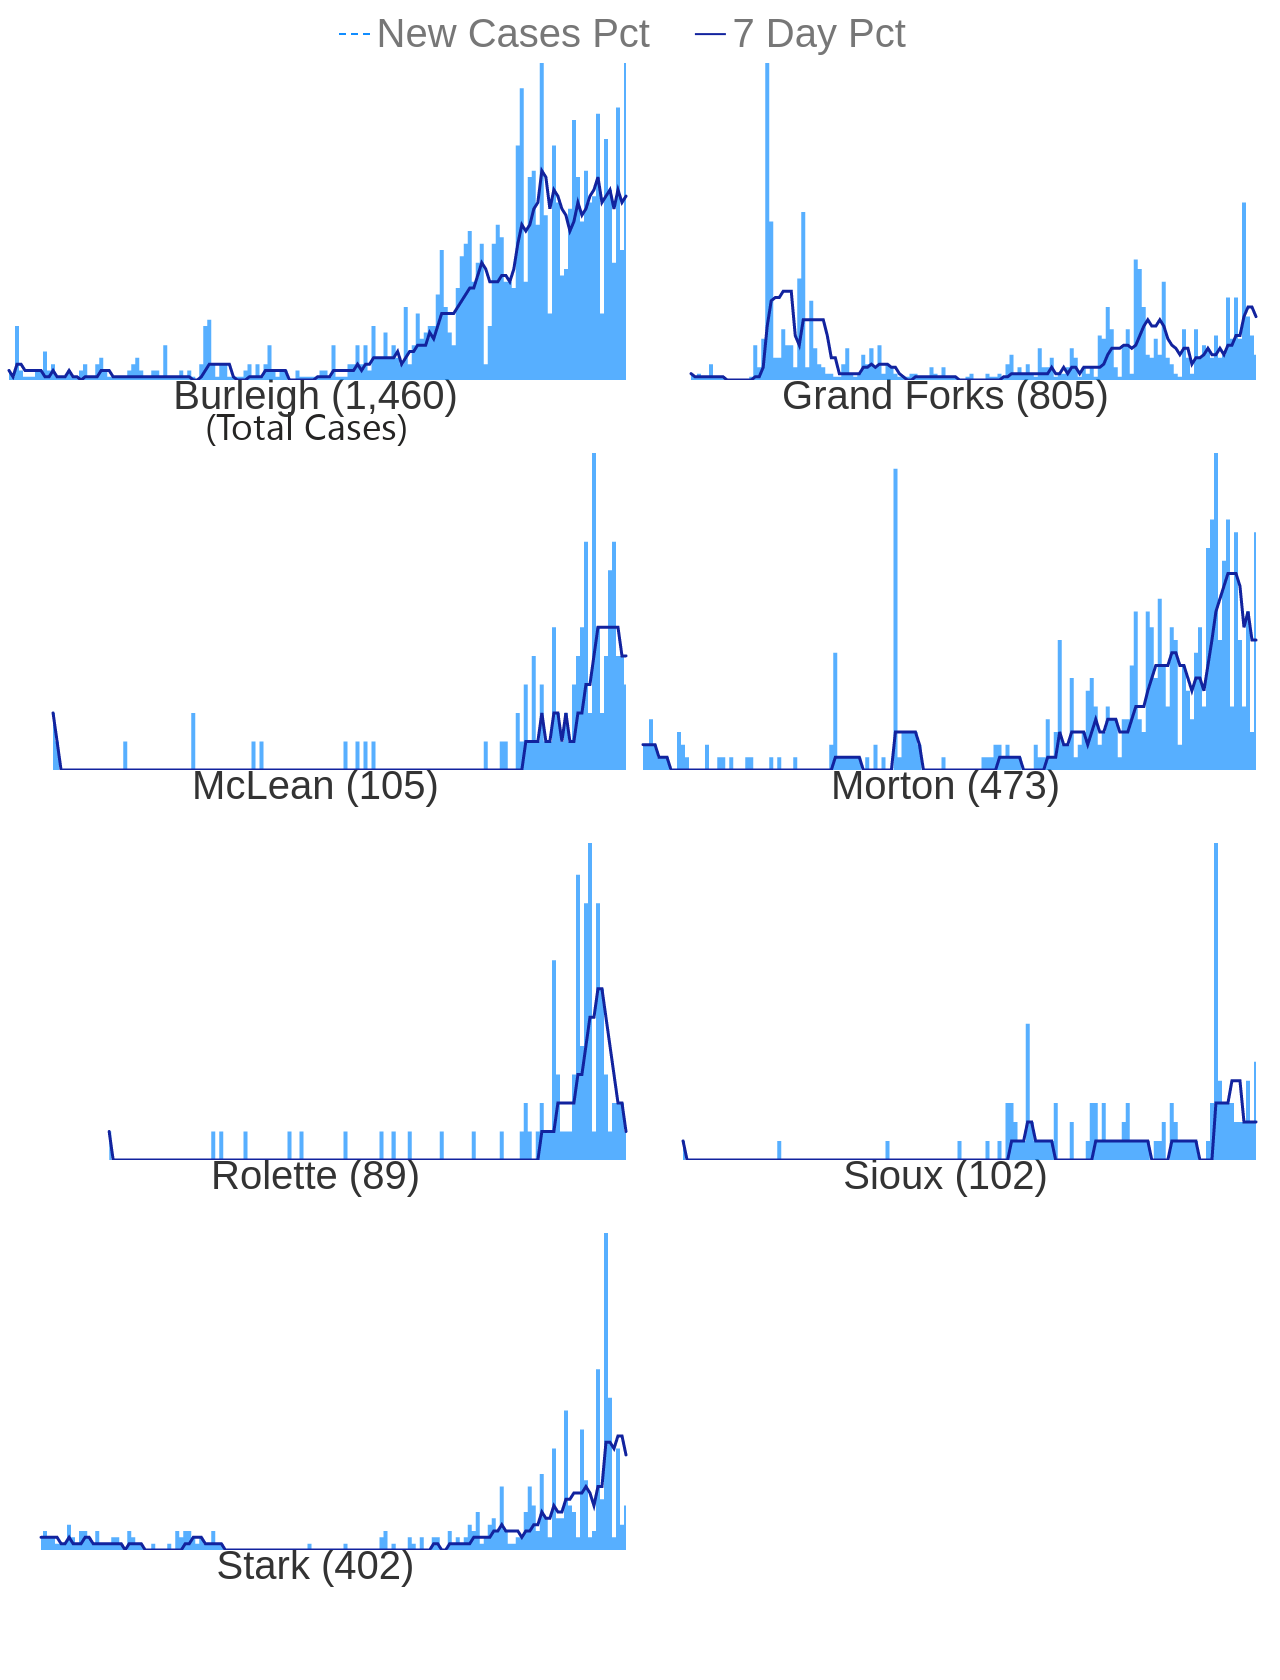 New Cases Pct 7 Day Pct
Burleigh (1,460) Grand Forks (805)
(Total Cases)
McLean (105) Morton (473)
Rolette (89) Sioux (102)
Stark (402)